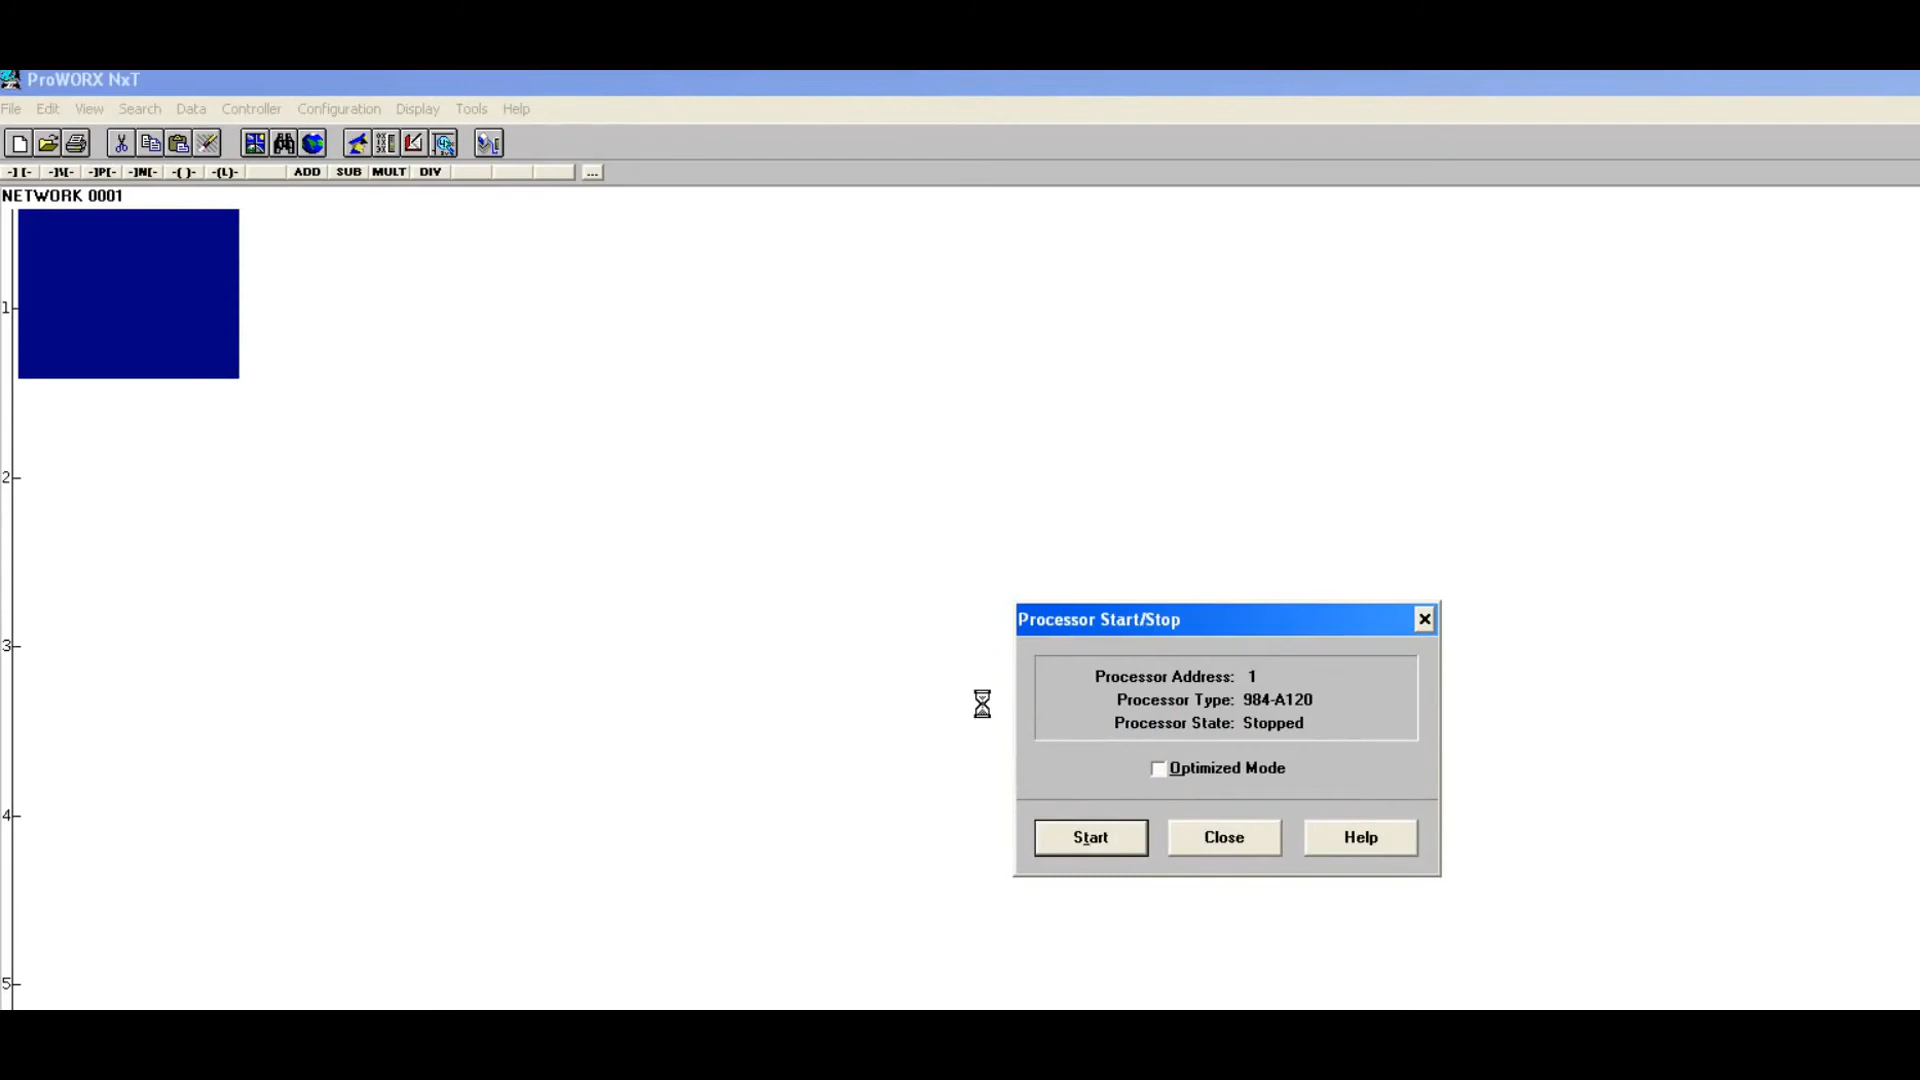 ProWORX NxT
File Edit View Search Data Controller Configuration Display Tools Help
-] [- -]\[- -]P[- -]N[- -( )- -(L)- ADD SUB MULT DIV ...
NETWORK 0001
1
2
3
4
5
Processor Start/Stop
Processor Address: 1
Processor Type: 984-A120
Processor State: Stopped
Optimized Mode
Start Close Help